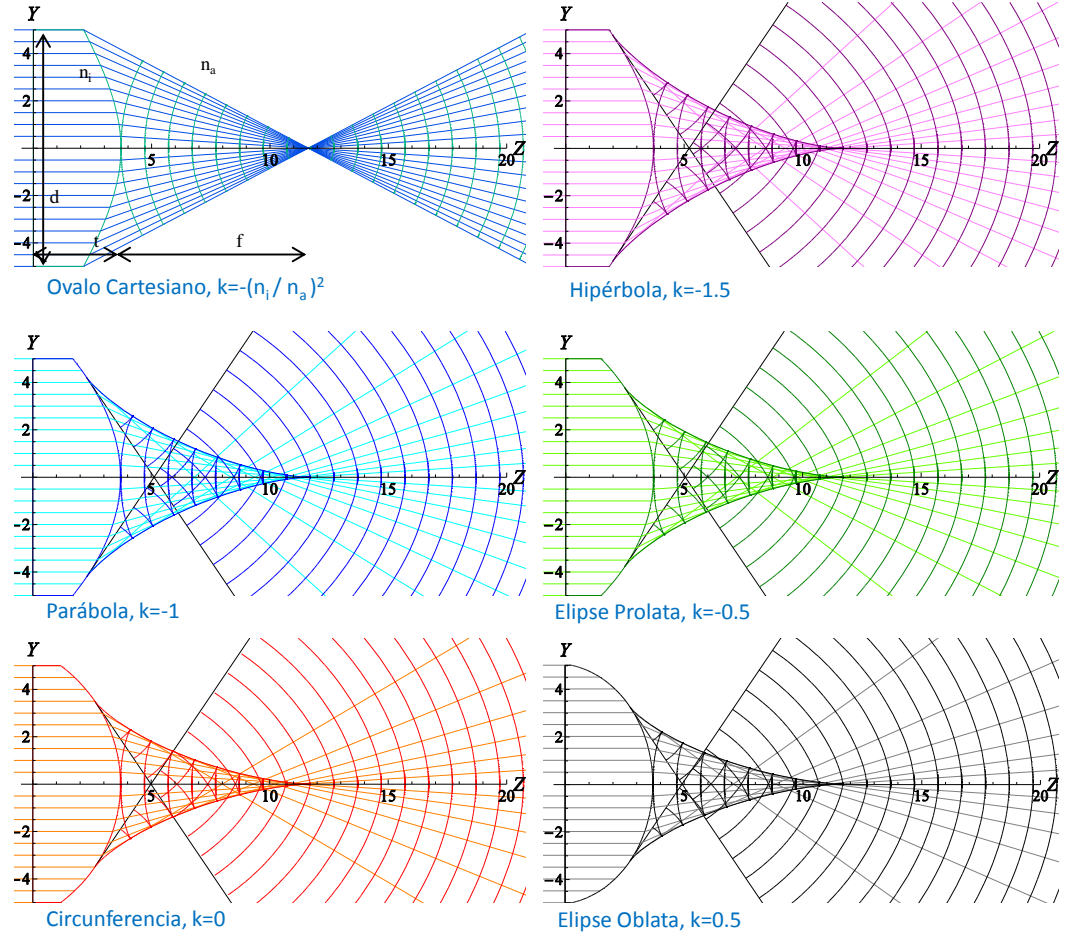 Y
4
2
-2
-4
5
10
15
20
Z
n_i
n_a
d
t
f
Ovalo Cartesiano, k=-(n_i / n_a)^2
Y
4
2
-2
-4
5
10
15
20
Z
Hipérbola, k=-1.5
Y
4
2
-2
-4
5
10
15
20
Z
Parábola, k=-1
Y
4
2
-2
-4
5
10
15
20
Z
Elipse Prolata, k=-0.5
Y
4
2
-2
-4
5
10
15
20
Z
Circunferencia, k=0
Y
4
2
-2
-4
5
10
15
20
Z
Elipse Oblata, k=0.5